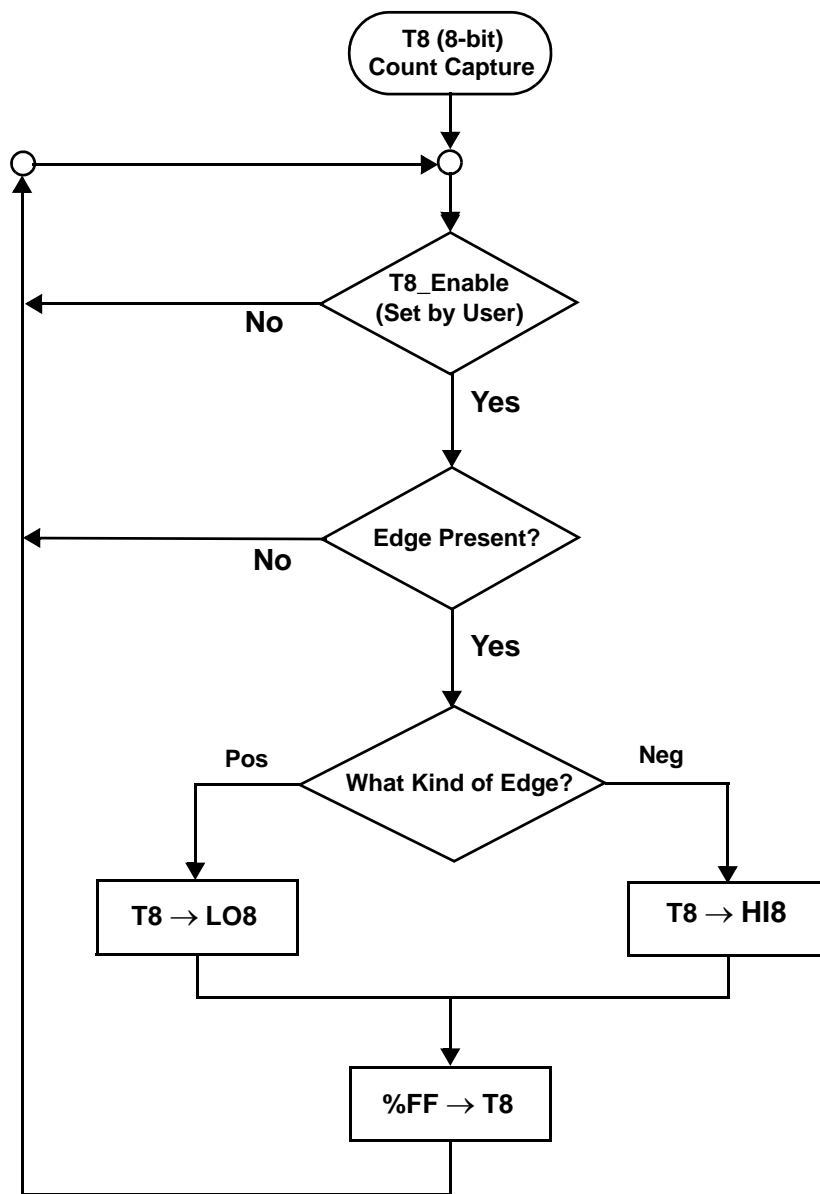 T8 (8-bit)
Count Capture
T8_Enable
(Set by User)
No
Yes
Edge Present?
No
Yes
Pos
What Kind of Edge?
Neg
T8 → LO8
T8 → HI8
%FF → T8